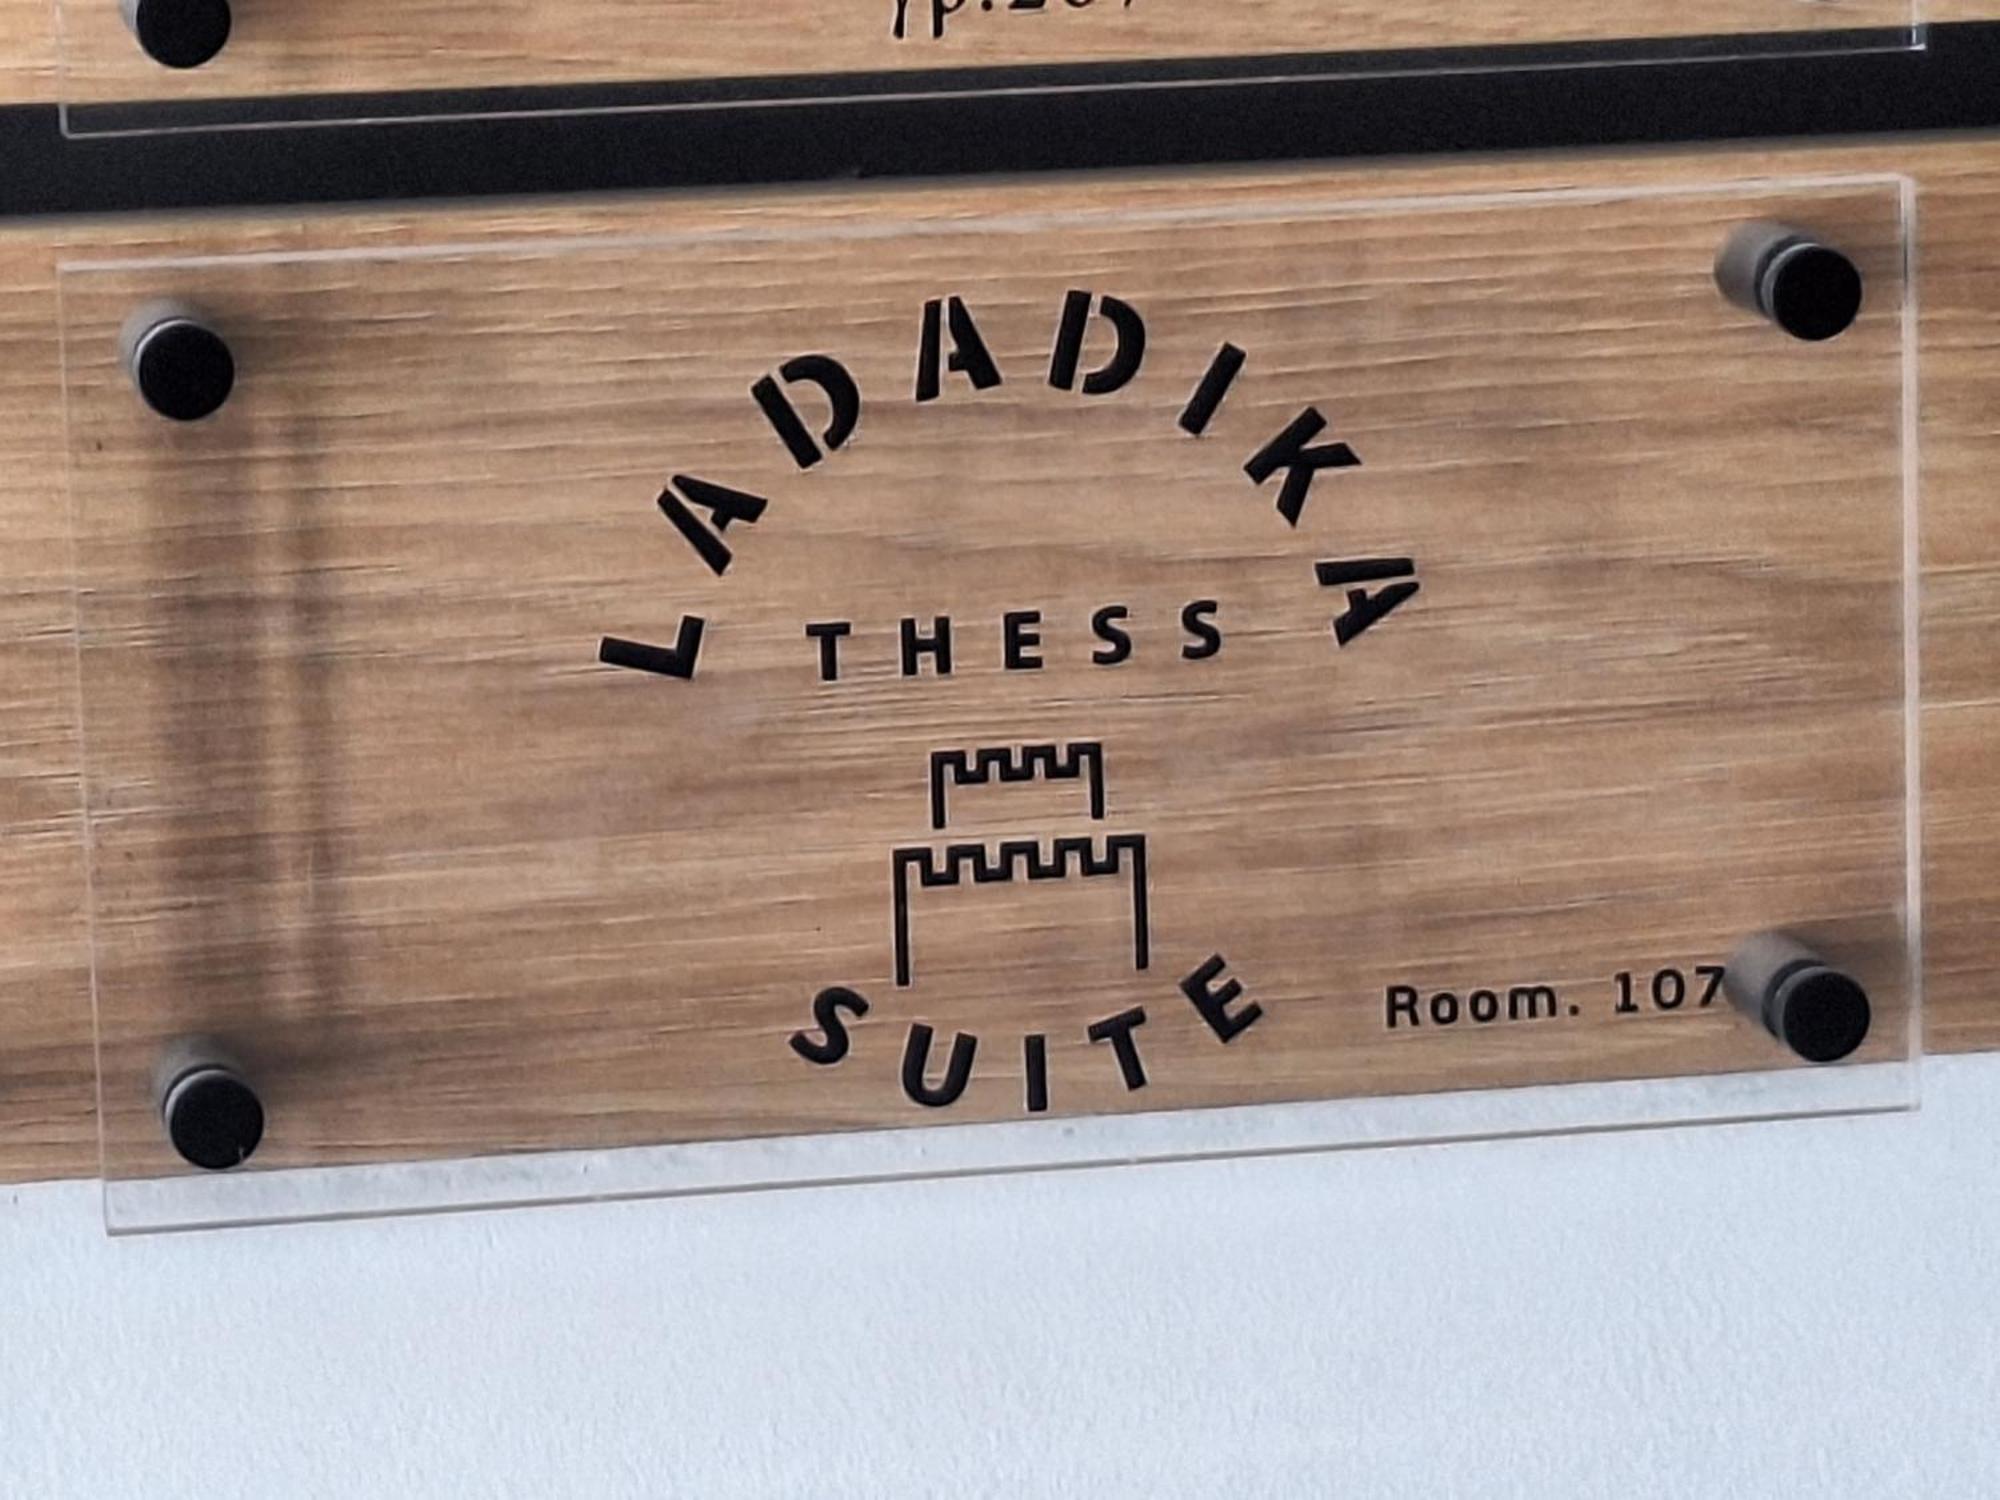 LADADIKA
THESS
SUITE
Room. 107